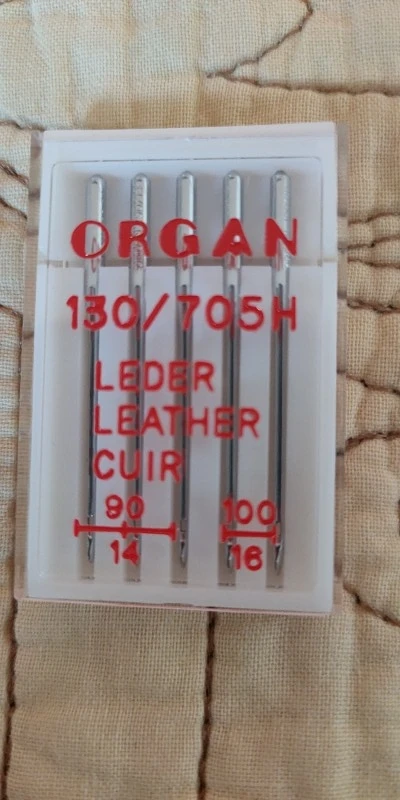 ORGAN
130/705H
LEDER
LEATHER
CUIR
90 100
14 16